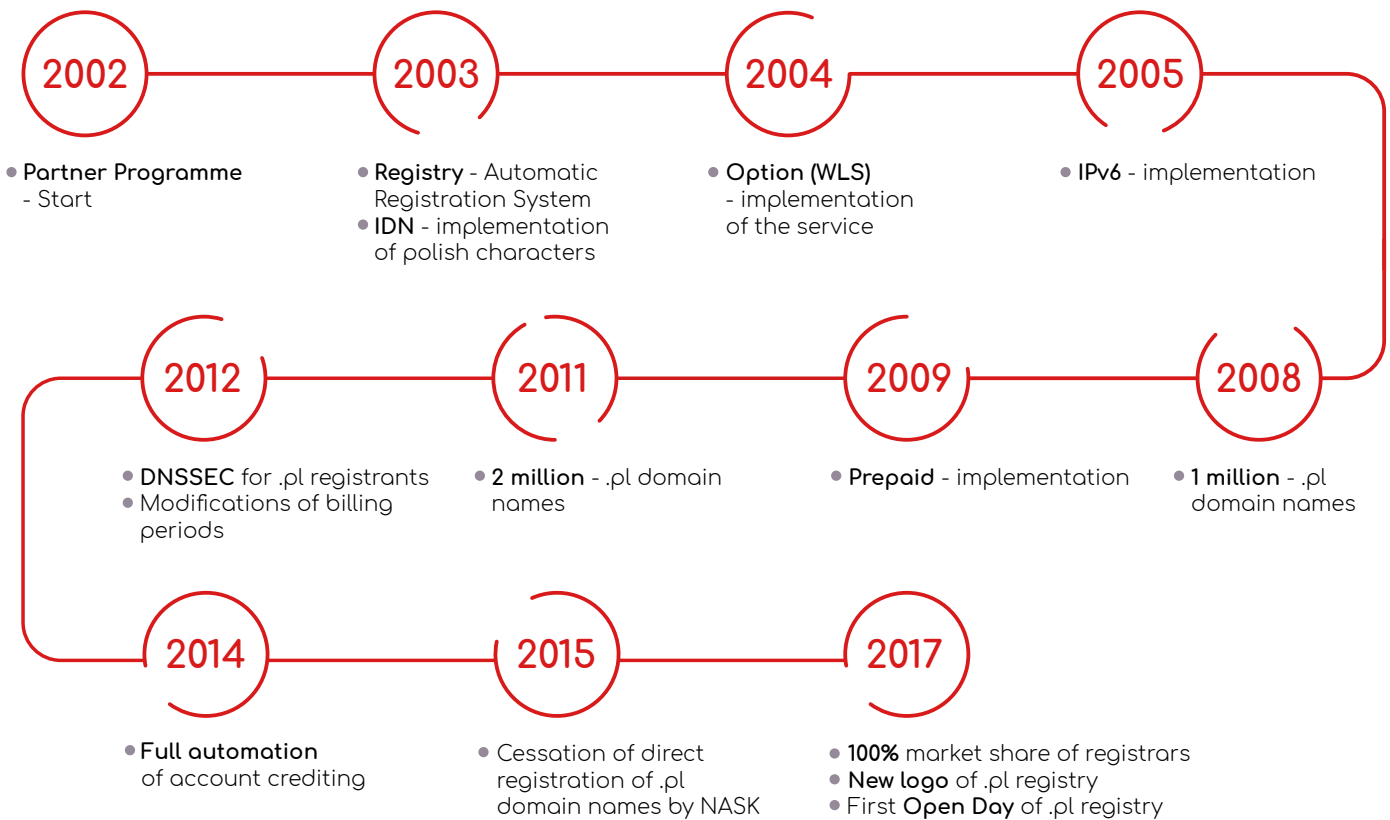 2002
Partner Programme
- Start
2003
Registry - Automatic
Registration System
IDN - implementation
of polish characters
2004
Option (WLS)
- implementation
of the service
2005
IPv6 - implementation
2012
DNSSEC for .pl registrants
Modifications of billing
periods
2011
2 million - .pl domain
names
2009
Prepaid - implementation
2008
1 million - .pl
domain names
2014
Full automation
of account crediting
2015
Cessation of direct
registration of .pl
domain names by NASK
2017
100% market share of registrars
New logo of .pl registry
First Open Day of .pl registry